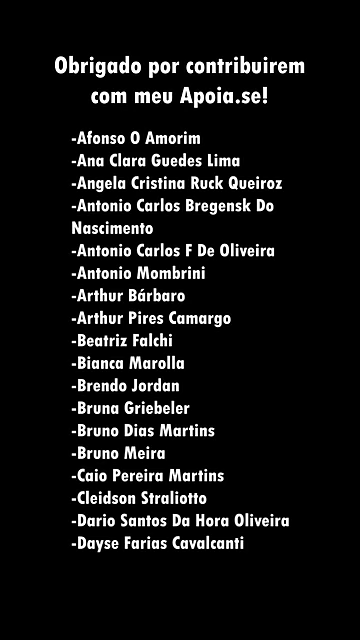 Obrigado por contribuirem
com meu Apoia.se!
-Afonso O Amorim
-Ana Clara Guedes Lima
-Angela Cristina Ruck Queiroz
-Antonio Carlos Bregensk Do
Nascimento
-Antonio Carlos F De Oliveira
-Antonio Mombrini
-Arthur Bárbaro
-Arthur Pires Camargo
-Beatriz Falchi
-Bianca Marolla
-Brendo Jordan
-Bruna Griebeler
-Bruno Dias Martins
-Bruno Meira
-Caio Pereira Martins
-Cleidson Straliotto
-Dario Santos Da Hora Oliveira
-Dayse Farias Cavalcanti